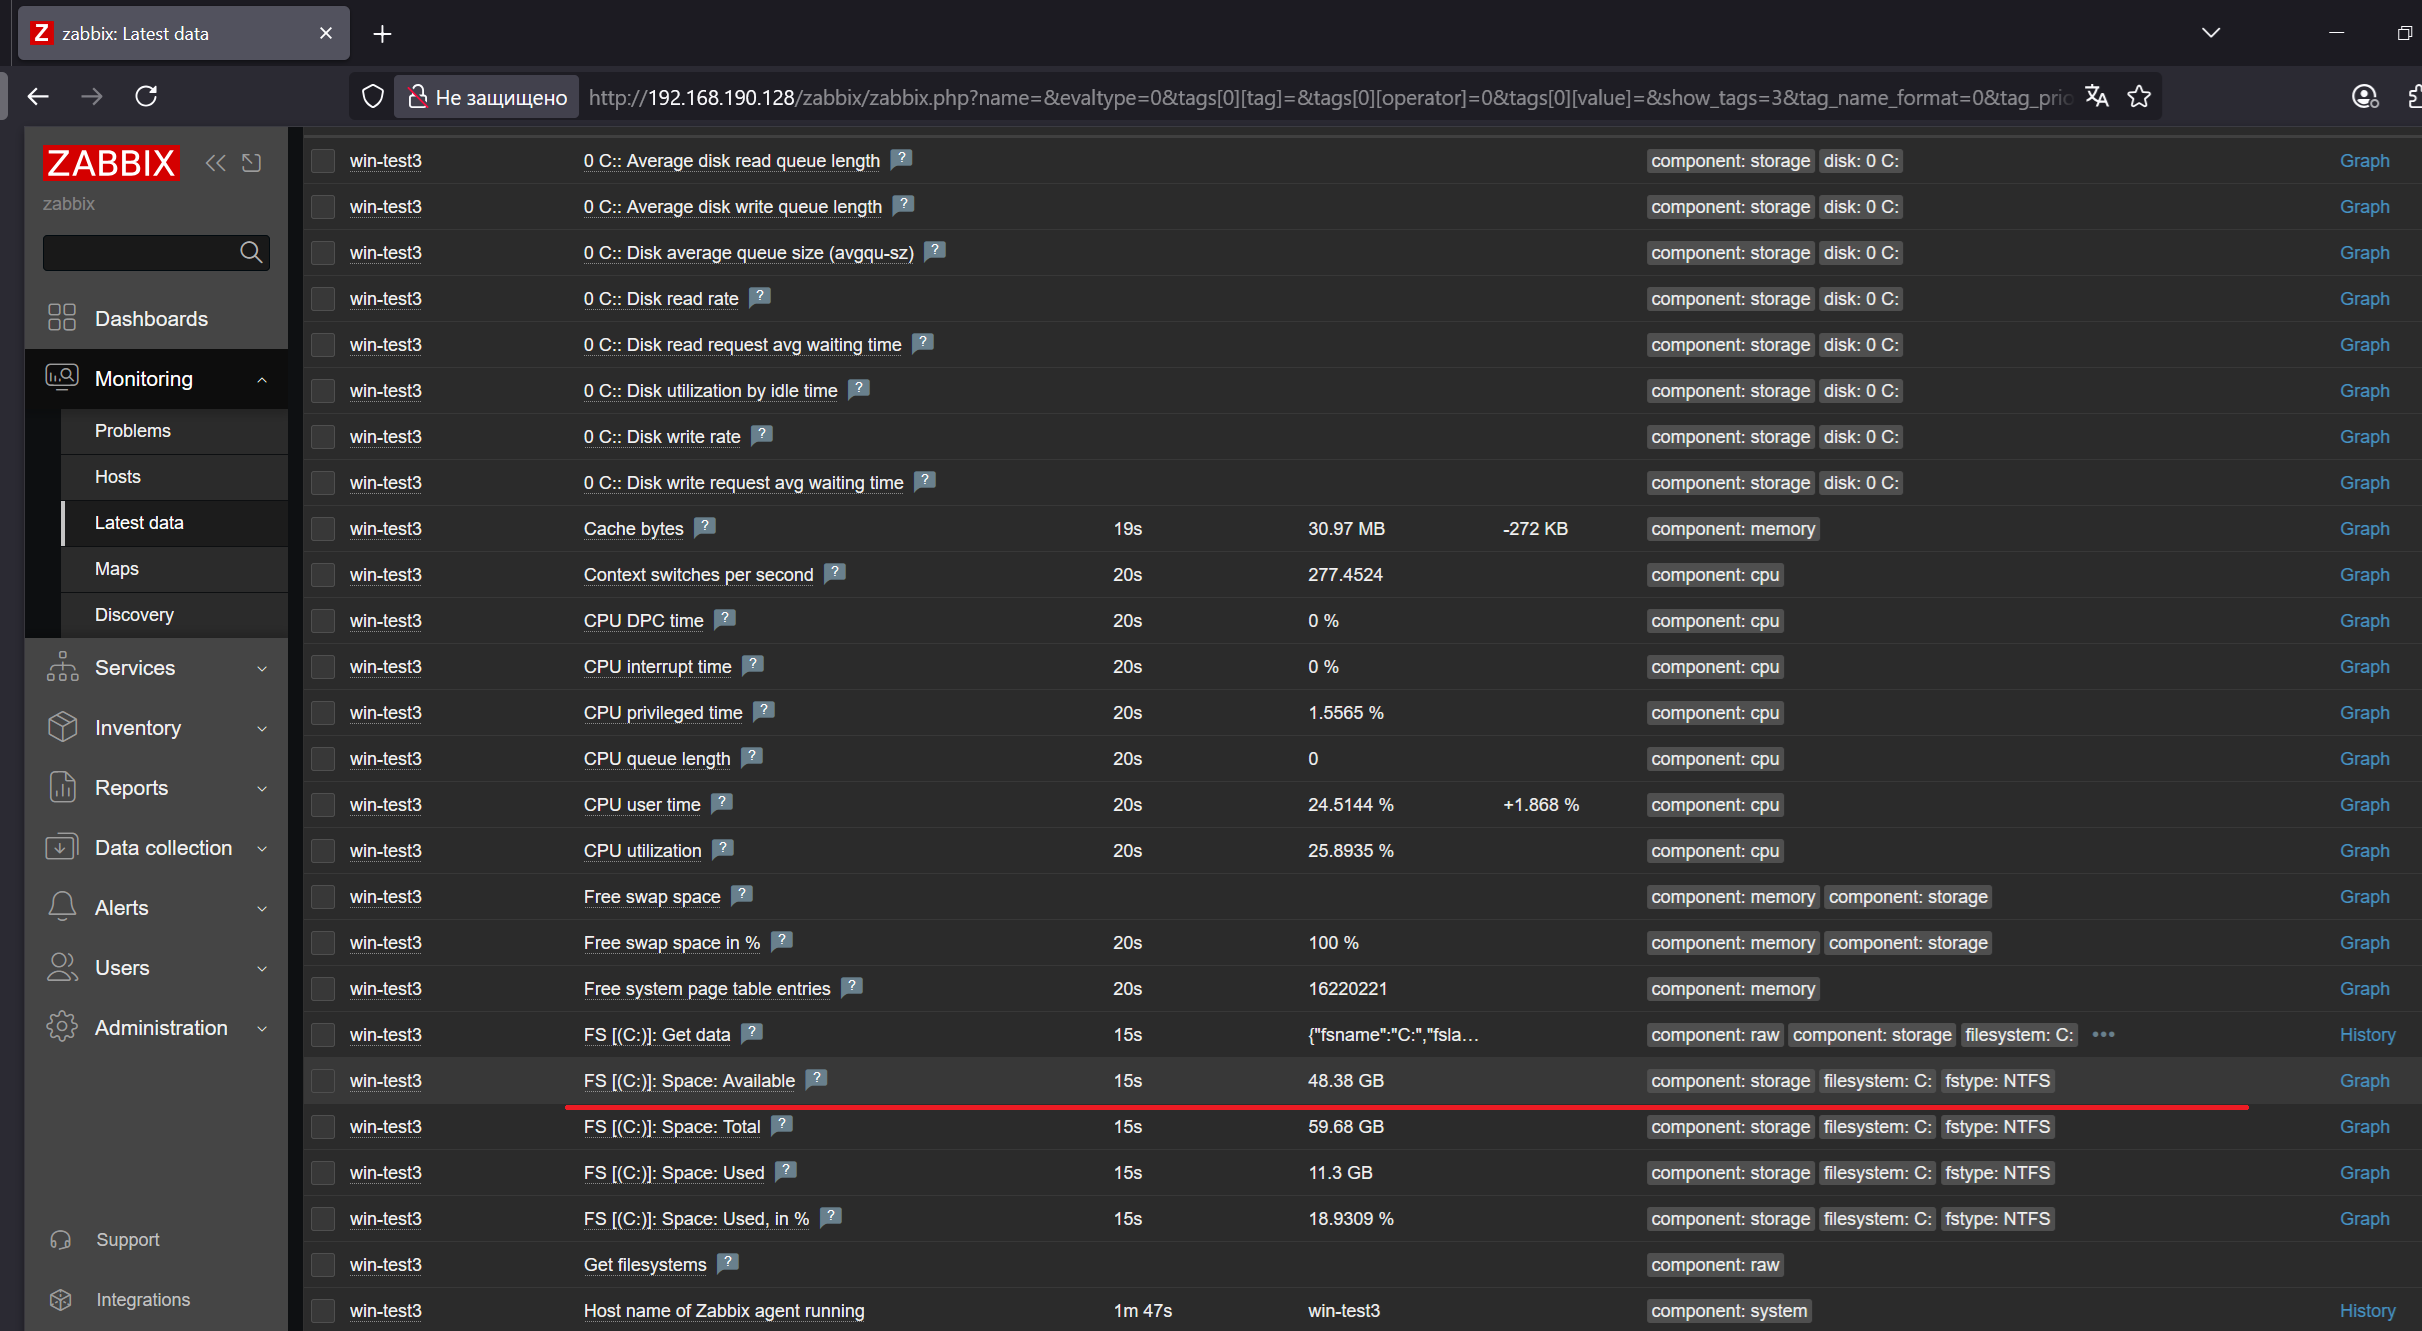 Z zabbix: Latest data
Не защищено http://192.168.190.128/zabbix/zabbix.php?name=&evaltype=0&tags[0][tag]=&tags[0][operator]=0&tags[0][value]=&show_tags=3&tag_name_format=0&tag_prio
ZABBIX
zabbix
Dashboards
Monitoring
Problems
Hosts
Latest data
Maps
Discovery
Services
Inventory
Reports
Data collection
Alerts
Users
Administration
Support
Integrations
win-test3 0 C:: Average disk read queue length ? component: storage disk: 0 C: Graph
win-test3 0 C:: Average disk write queue length ? component: storage disk: 0 C: Graph
win-test3 0 C:: Disk average queue size (avgqu-sz) ? component: storage disk: 0 C: Graph
win-test3 0 C:: Disk read rate ? component: storage disk: 0 C: Graph
win-test3 0 C:: Disk read request avg waiting time ? component: storage disk: 0 C: Graph
win-test3 0 C:: Disk utilization by idle time ? component: storage disk: 0 C: Graph
win-test3 0 C:: Disk write rate ? component: storage disk: 0 C: Graph
win-test3 0 C:: Disk write request avg waiting time ? component: storage disk: 0 C: Graph
win-test3 Cache bytes ? 19s 30.97 MB -272 KB component: memory Graph
win-test3 Context switches per second ? 20s 277.4524 component: cpu Graph
win-test3 CPU DPC time ? 20s 0 % component: cpu Graph
win-test3 CPU interrupt time ? 20s 0 % component: cpu Graph
win-test3 CPU privileged time ? 20s 1.5565 % component: cpu Graph
win-test3 CPU queue length ? 20s 0 component: cpu Graph
win-test3 CPU user time ? 20s 24.5144 % +1.868 % component: cpu Graph
win-test3 CPU utilization ? 20s 25.8935 % component: cpu Graph
win-test3 Free swap space ? component: memory component: storage Graph
win-test3 Free swap space in % ? 20s 100 % component: memory component: storage Graph
win-test3 Free system page table entries ? 20s 16220221 component: memory Graph
win-test3 FS [(C:)]: Get data ? 15s {"fsname":"C:","fsla... component: raw component: storage filesystem: C: ••• History
win-test3 FS [(C:)]: Space: Available ? 15s 48.38 GB component: storage filesystem: C: fstype: NTFS Graph
win-test3 FS [(C:)]: Space: Total ? 15s 59.68 GB component: storage filesystem: C: fstype: NTFS Graph
win-test3 FS [(C:)]: Space: Used ? 15s 11.3 GB component: storage filesystem: C: fstype: NTFS Graph
win-test3 FS [(C:)]: Space: Used, in % ? 15s 18.9309 % component: storage filesystem: C: fstype: NTFS Graph
win-test3 Get filesystems ? component: raw
win-test3 Host name of Zabbix agent running 1m 47s win-test3 component: system History